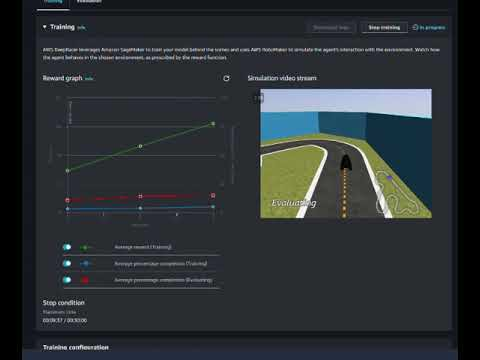 Training
Evaluation
Training Info
Download logs
Stop training
In progress
AWS DeepRacer leverages Amazon SageMaker to train your model behind the scenes and uses AWS RoboMaker to simulate the agent's interaction with the environment. Watch how
the agent behaves in the chosen environment, as prescribed by the reward function.
Reward graph Info
Simulation video stream
Evaluating
Average reward (Training)
Average percentage completion (Training)
Average percentage completion (Evaluating)
Stop condition
Maximum time
00:09:37 / 00:30:00
Training configuration